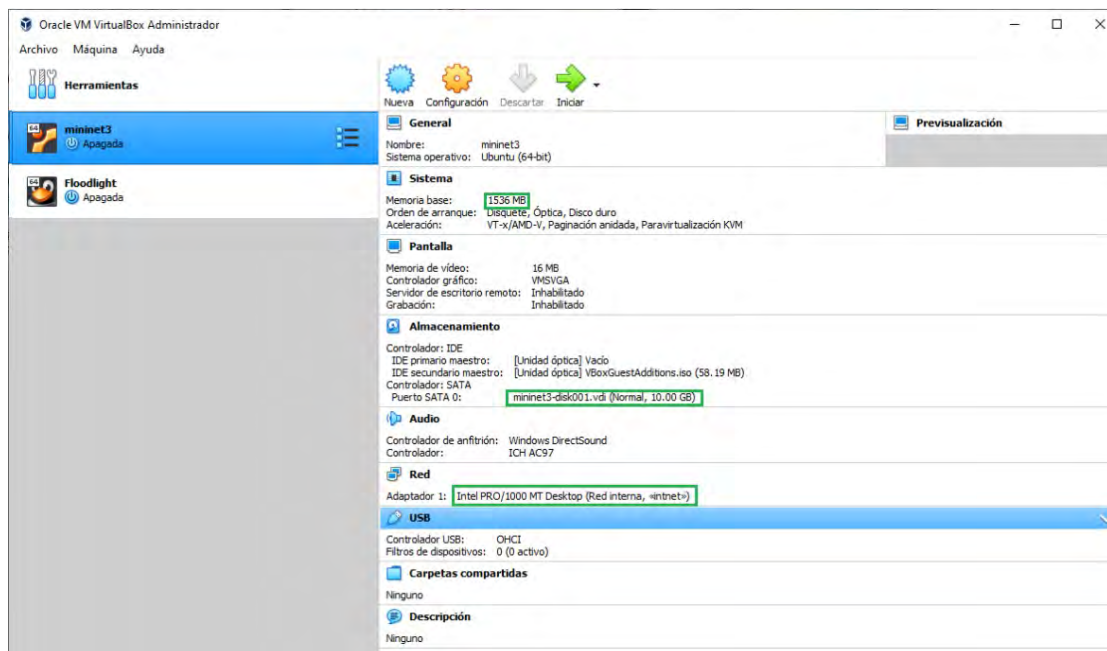 Oracle VM VirtualBox Administrador
Archivo Máquina Ayuda
Herramientas
64
mininet3
Apagada
64
Floodlight
Apagada
Nueva Configuración Descartar Iniciar
General
Nombre: mininet3
Sistema operativo: Ubuntu (64-bit)
Previsualización
Sistema
Memoria base: 1536 MB
Orden de arranque: Disquete, Óptica, Disco duro
Aceleración: VT-x/AMD-V, Paginación anidada, Paravirtualización KVM
Pantalla
Memoria de vídeo: 16 MB
Controlador gráfico: VMSVGA
Servidor de escritorio remoto: Inhabilitado
Grabación: Inhabilitado
Almacenamiento
Controlador: IDE
IDE primario maestro: [Unidad óptica] Vacío
IDE secundario maestro: [Unidad óptica] VBoxGuestAdditions.iso (58.19 MB)
Controlador: SATA
Puerto SATA 0: mininet3-disk001.vdi (Normal, 10.00 GB)
Audio
Controlador de anfitrión: Windows DirectSound
Controlador: ICH AC97
Red
Adaptador 1: Intel PRO/1000 MT Desktop (Red interna, «intnet»)
USB
Controlador USB: OHCI
Filtros de dispositivos: 0 (0 activo)
Carpetas compartidas
Ninguno
Descripción
Ninguno